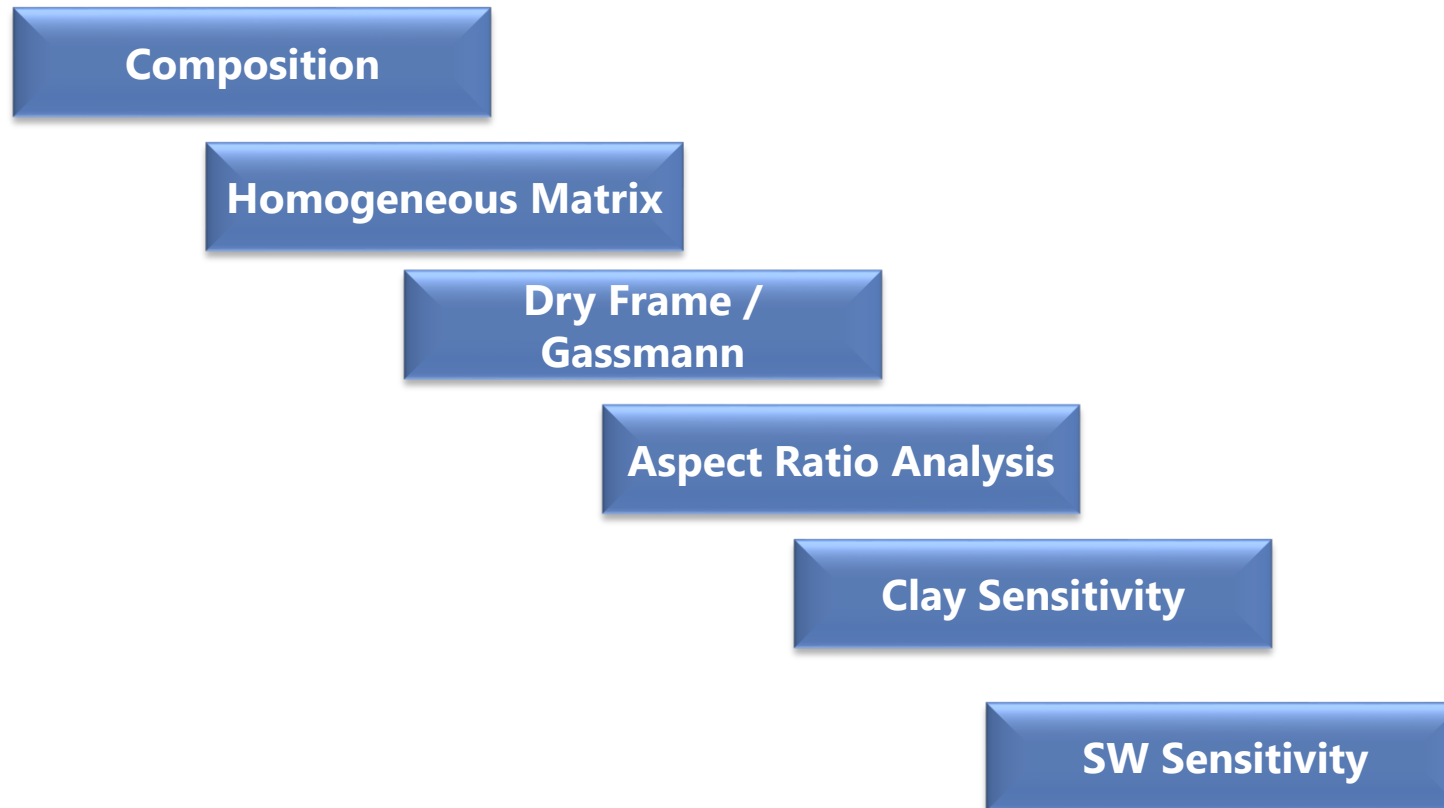 Composition
Homogeneous Matrix
Dry Frame /
Gassmann
Aspect Ratio Analysis
Clay Sensitivity
SW Sensitivity